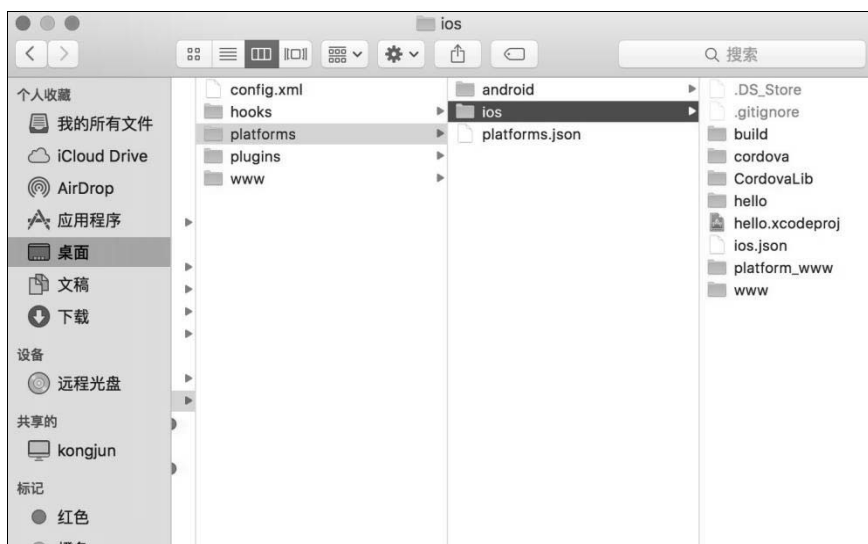 ios
搜索
个人收藏
我的所有文件
iCloud Drive
AirDrop
应用程序
桌面
文稿
下载
设备
远程光盘
共享的
kongjun
标记
红色
config.xml
hooks
platforms
plugins
www
android
ios
platforms.json
.DS_Store
.gitignore
build
cordova
CordovaLib
hello
hello.xcodeproj
ios.json
platform_www
www